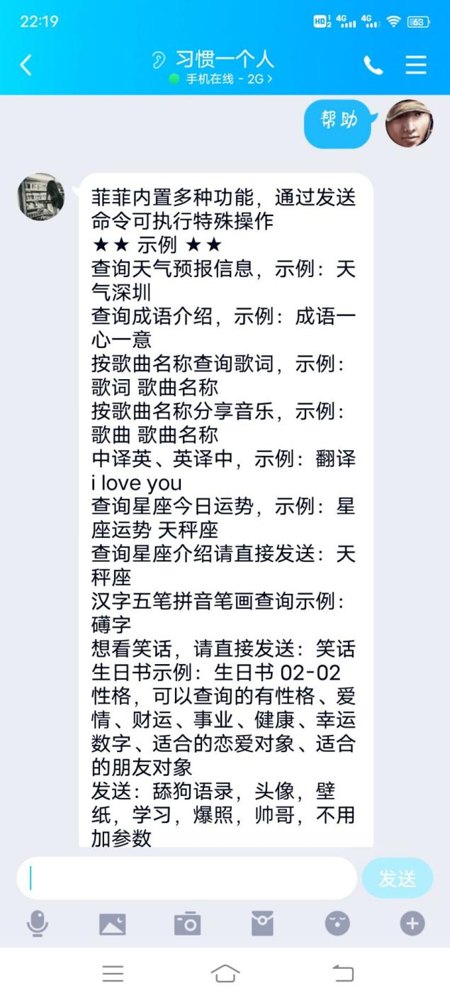 22:19
HD 1 2 4G 4G 63
习惯一个人
手机在线 - 2G >
帮助
菲菲内置多种功能，通过发送
命令可执行特殊操作
★★ 示例 ★★
查询天气预报信息，示例：天
气深圳
查询成语介绍，示例：成语一
心一意
按歌曲名称查询歌词，示例：
歌词 歌曲名称
按歌曲名称分享音乐，示例：
歌曲 歌曲名称
中译英、英译中，示例：翻译
i love you
查询星座今日运势，示例：星
座运势 天秤座
查询星座介绍请直接发送：天
秤座
汉字五笔拼音笔画查询示例：
礴字
想看笑话，请直接发送：笑话
生日书示例：生日书 02-02
性格，可以查询的有性格、爱
情、财运、事业、健康、幸运
数字、适合的恋爱对象、适合
的朋友对象
发送：舔狗语录，头像，壁
纸，学习，爆照，帅哥，不用
加参数
发送